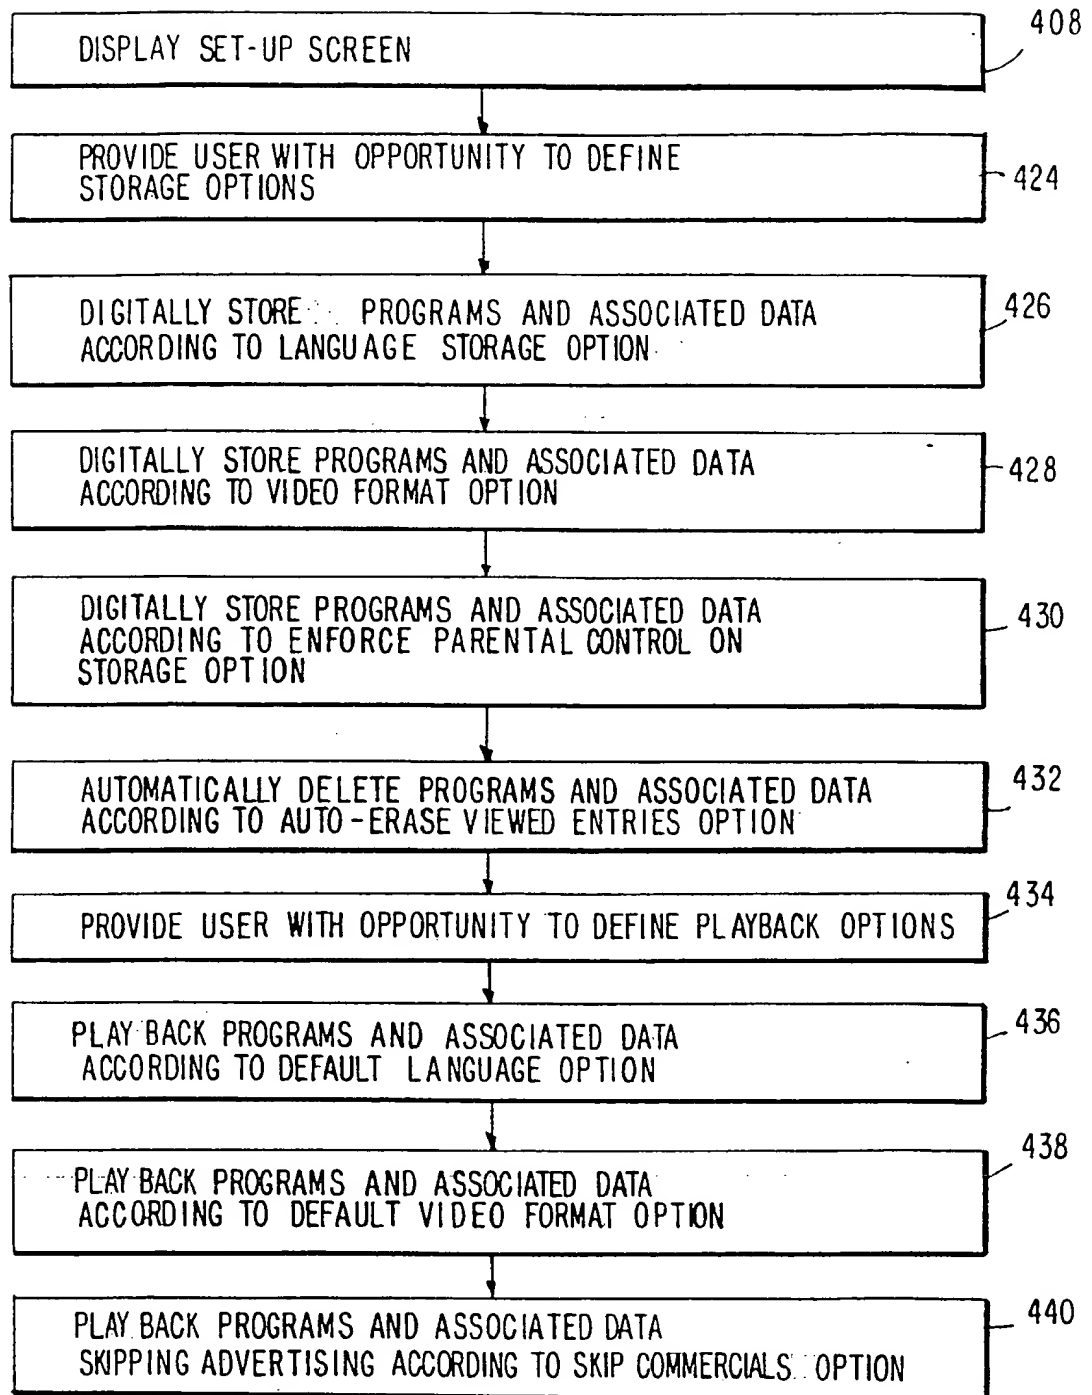 DISPLAY SET-UP SCREEN
408
PROVIDE USER WITH OPPORTUNITY TO DEFINE
STORAGE OPTIONS
424
DIGITALLY STORE PROGRAMS AND ASSOCIATED DATA
ACCORDING TO LANGUAGE STORAGE OPTION
426
DIGITALLY STORE PROGRAMS AND ASSOCIATED DATA
ACCORDING TO VIDEO FORMAT OPTION
428
DIGITALLY STORE PROGRAMS AND ASSOCIATED DATA
ACCORDING TO ENFORCE PARENTAL CONTROL ON
STORAGE OPTION
430
AUTOMATICALLY DELETE PROGRAMS AND ASSOCIATED DATA
ACCORDING TO AUTO-ERASE VIEWED ENTRIES OPTION
432
PROVIDE USER WITH OPPORTUNITY TO DEFINE PLAYBACK OPTIONS
434
PLAY BACK PROGRAMS AND ASSOCIATED DATA
ACCORDING TO DEFAULT LANGUAGE OPTION
436
PLAY BACK PROGRAMS AND ASSOCIATED DATA
ACCORDING TO DEFAULT VIDEO FORMAT OPTION
438
PLAY BACK PROGRAMS AND ASSOCIATED DATA
SKIPPING ADVERTISING ACCORDING TO SKIP COMMERCIALS OPTION
440